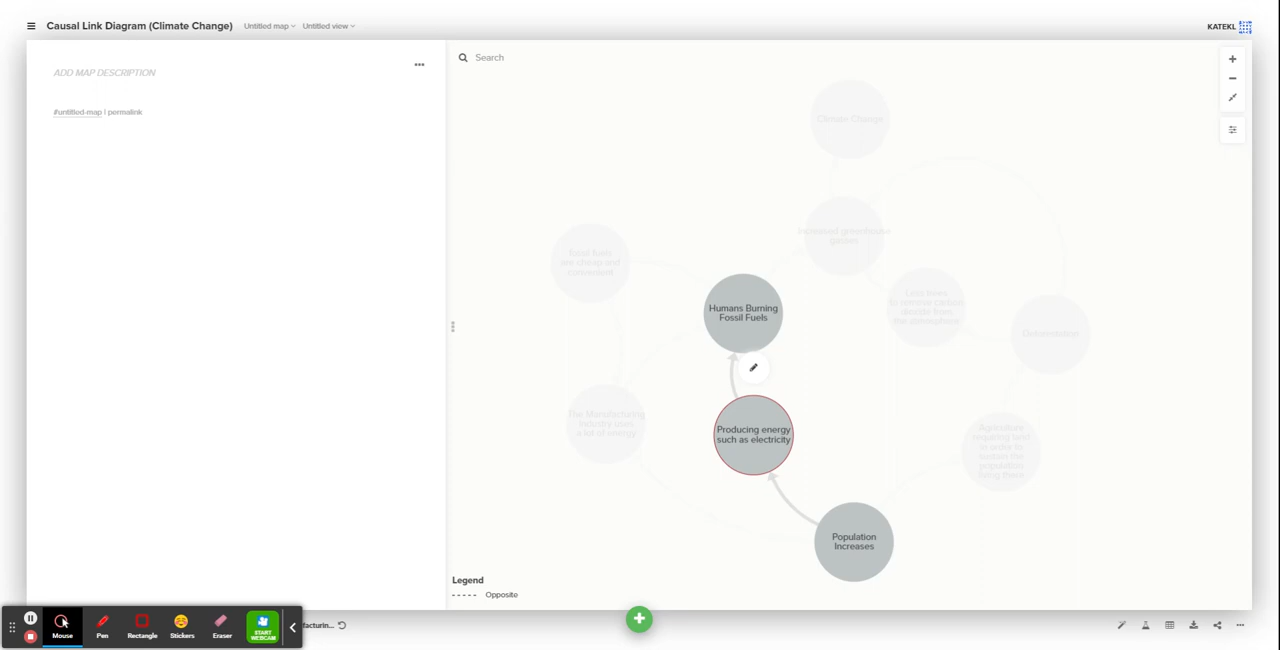 Causal Link Diagram (Climate Change)
Untitled map
Untitled view
KATEKL
ADD MAP DESCRIPTION
#untitled-map | permalink
Search
Climate Change
Increased greenhouse
gasses
Fossil fuels
are cheap and
convenient
Less trees
to remove carbon
dioxide from
the atmosphere
Humans Burning
Fossil Fuels
Deforestation
The Manufacturing
Industry uses
a lot of energy
Producing energy
such as electricity
Agriculture
requiring land
in order to
sustain the
population
living there
Population
Increases
Legend
Opposite
Mouse
Pen
Rectangle
Stickers
Eraser
START
WEBCAM
facturin...